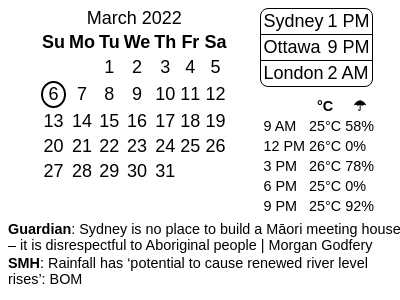 March 2022
Su Mo Tu We Th Fr Sa
1 2 3 4 5
6 7 8 9 10 11 12
13 14 15 16 17 18 19
20 21 22 23 24 25 26
27 28 29 30 31
Sydney 1 PM
Ottawa 9 PM
London 2 AM
°C ☂
9 AM 25°C 58%
12 PM 26°C 0%
3 PM 26°C 78%
6 PM 25°C 0%
9 PM 25°C 92%
Guardian: Sydney is no place to build a Māori meeting house
– it is disrespectful to Aboriginal people | Morgan Godfery
SMH: Rainfall has ‘potential to cause renewed river level
rises’: BOM